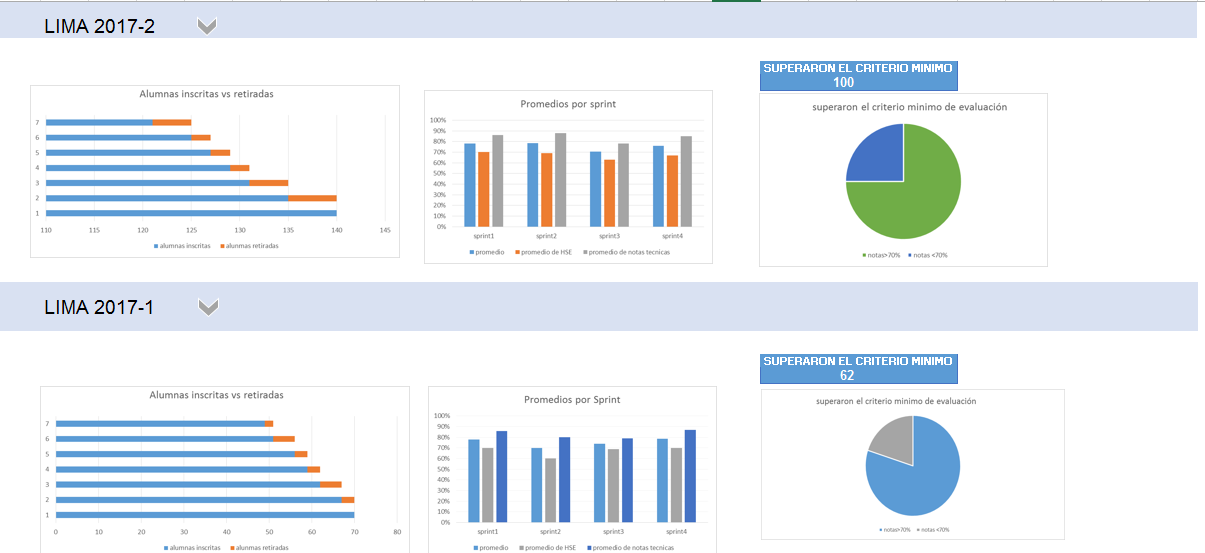 LIMA 2017-2
SUPERARON EL CRITERIO MINIMO
100
Alumnas inscritas vs retiradas
7
6
5
4
3
2
1
110 115 120 125 130 135 140 145
alumnas inscritas alunmas retiradas
Promedios por sprint
100%
90%
80%
70%
60%
50%
40%
30%
20%
10%
0%
sprint1 sprint2 sprint3 sprint4
promedio promedio de HSE promedio de notas tecnicas
superaron el criterio minimo de evaluación
notas>70% notas <70%
LIMA 2017-1
SUPERARON EL CRITERIO MINIMO
62
Alumnas inscritas vs retiradas
7
6
5
4
3
2
1
0 10 20 30 40 50 60 70 80
alumnas inscritas alumnas retiradas
Promedios por Sprint
100%
90%
80%
70%
60%
50%
40%
30%
20%
10%
0%
sprint1 sprint2 sprint3 sprint4
promedio promedio de HSE promedio de notas tecnicas
superaron el criterio minimo de evaluación
notas>70% notas <70%